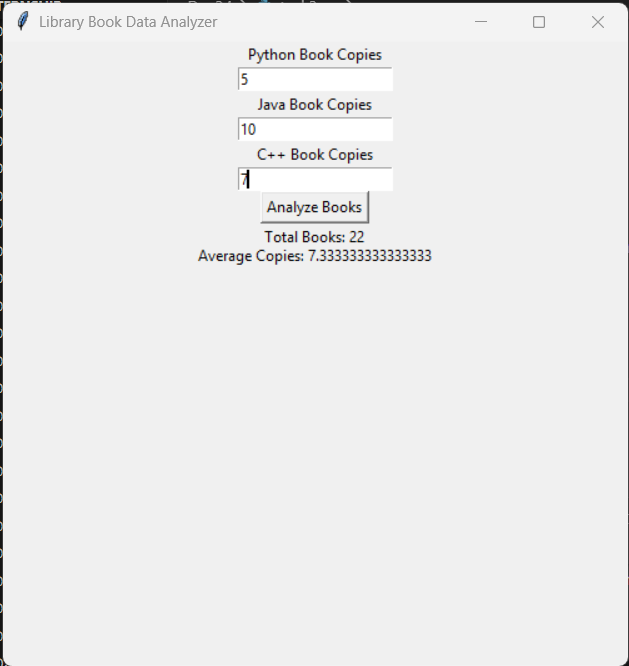 Library Book Data Analyzer
Python Book Copies
5
Java Book Copies
10
C++ Book Copies
7
Analyze Books
Total Books: 22
Average Copies: 7.333333333333333